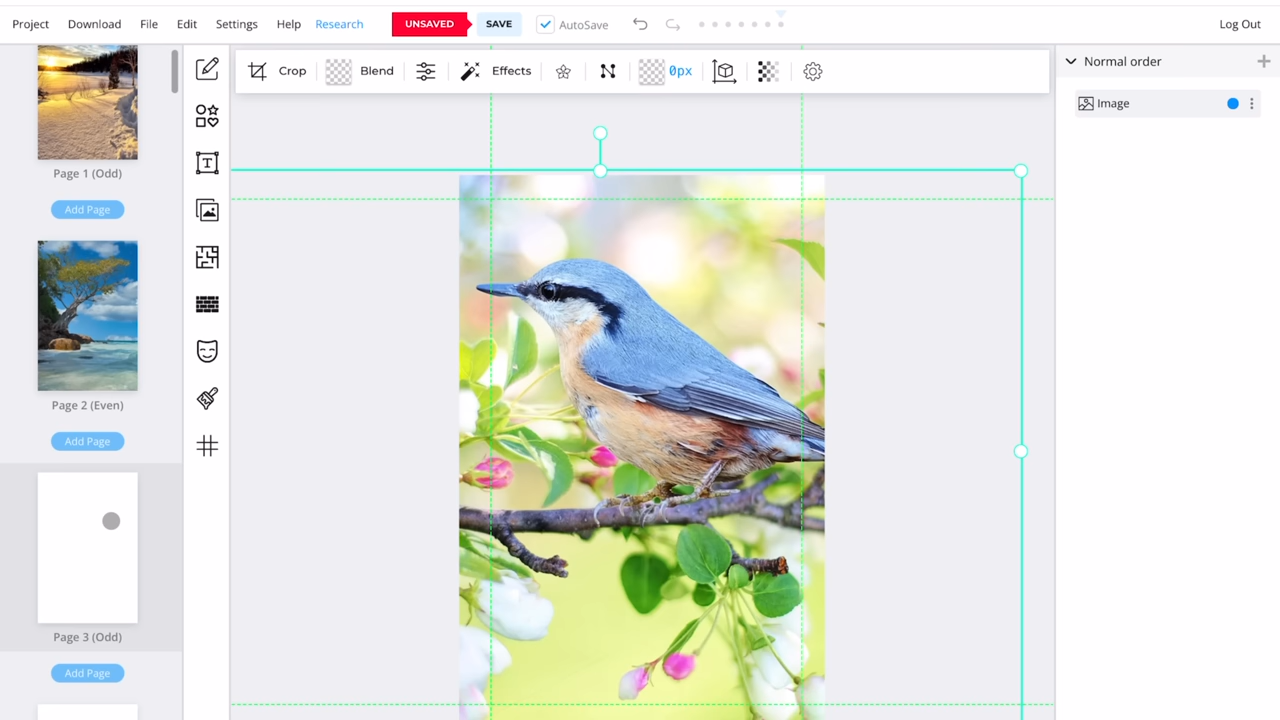 Project Download File Edit Settings Help Research UNSAVED SAVE AutoSave Log Out
Crop Blend Effects 0px
Normal order
Image
Page 1 (Odd)
Add Page
Page 2 (Even)
Add Page
Page 3 (Odd)
Add Page